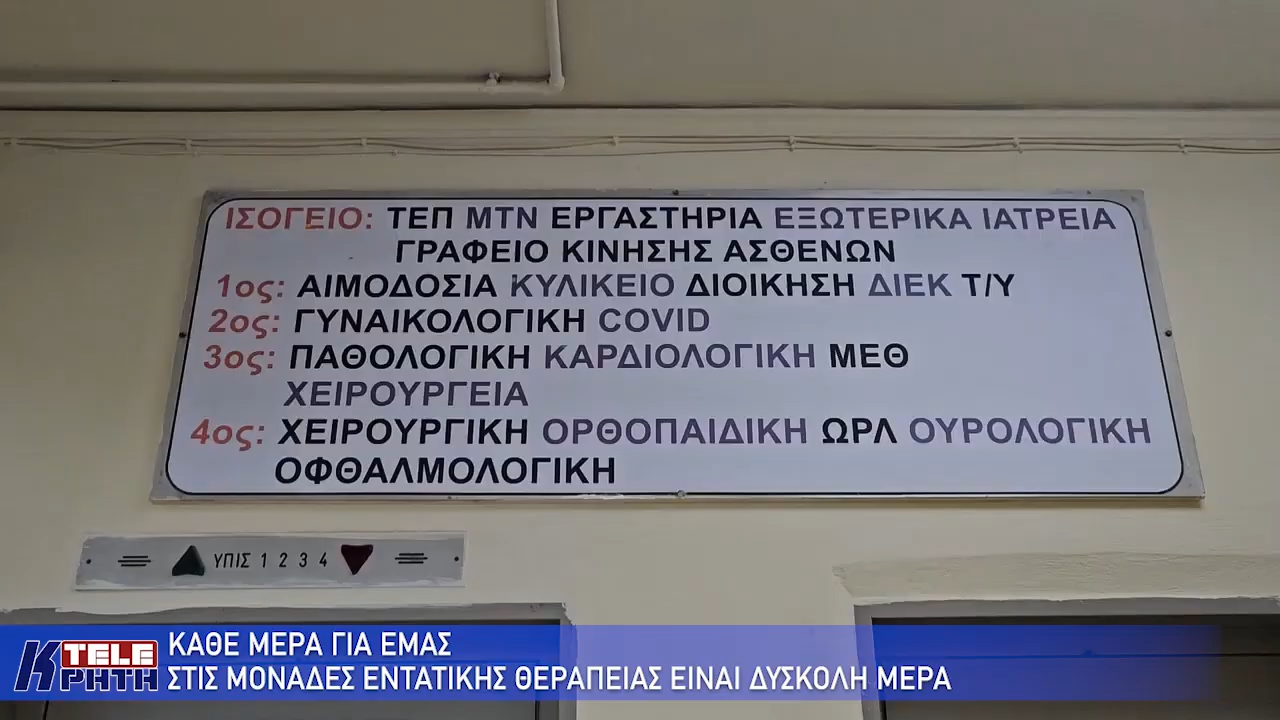 ΙΣΟΓΕΙΟ: ΤΕΠ ΜΤΝ ΕΡΓΑΣΤΗΡΙΑ ΕΞΩΤΕΡΙΚΑ ΙΑΤΡΕΙΑ
ΓΡΑΦΕΙΟ ΚΙΝΗΣΗΣ ΑΣΘΕΝΩΝ
1ος: ΑΙΜΟΔΟΣΙΑ ΚΥΛΙΚΕΙΟ ΔΙΟΙΚΗΣΗ ΔΙΕΚ Τ/Υ
2ος: ΓΥΝΑΙΚΟΛΟΓΙΚΗ COVID
3ος: ΠΑΘΟΛΟΓΙΚΗ ΚΑΡΔΙΟΛΟΓΙΚΗ ΜΕΘ
ΧΕΙΡΟΥΡΓΕΙΑ
4ος: ΧΕΙΡΟΥΡΓΙΚΗ ΟΡΘΟΠΑΙΔΙΚΗ ΩΡΛ ΟΥΡΟΛΟΓΙΚΗ
ΟΦΘΑΛΜΟΛΟΓΙΚΗ
ΥΠΙΣ 1 2 3 4
TELE
ΚΡΗΤΗ
ΚΑΘΕ ΜΕΡΑ ΓΙΑ ΕΜΑΣ
ΣΤΙΣ ΜΟΝΑΔΕΣ ΕΝΤΑΤΙΚΗΣ ΘΕΡΑΠΕΙΑΣ ΕΙΝΑΙ ΔΥΣΚΟΛΗ ΜΕΡΑ